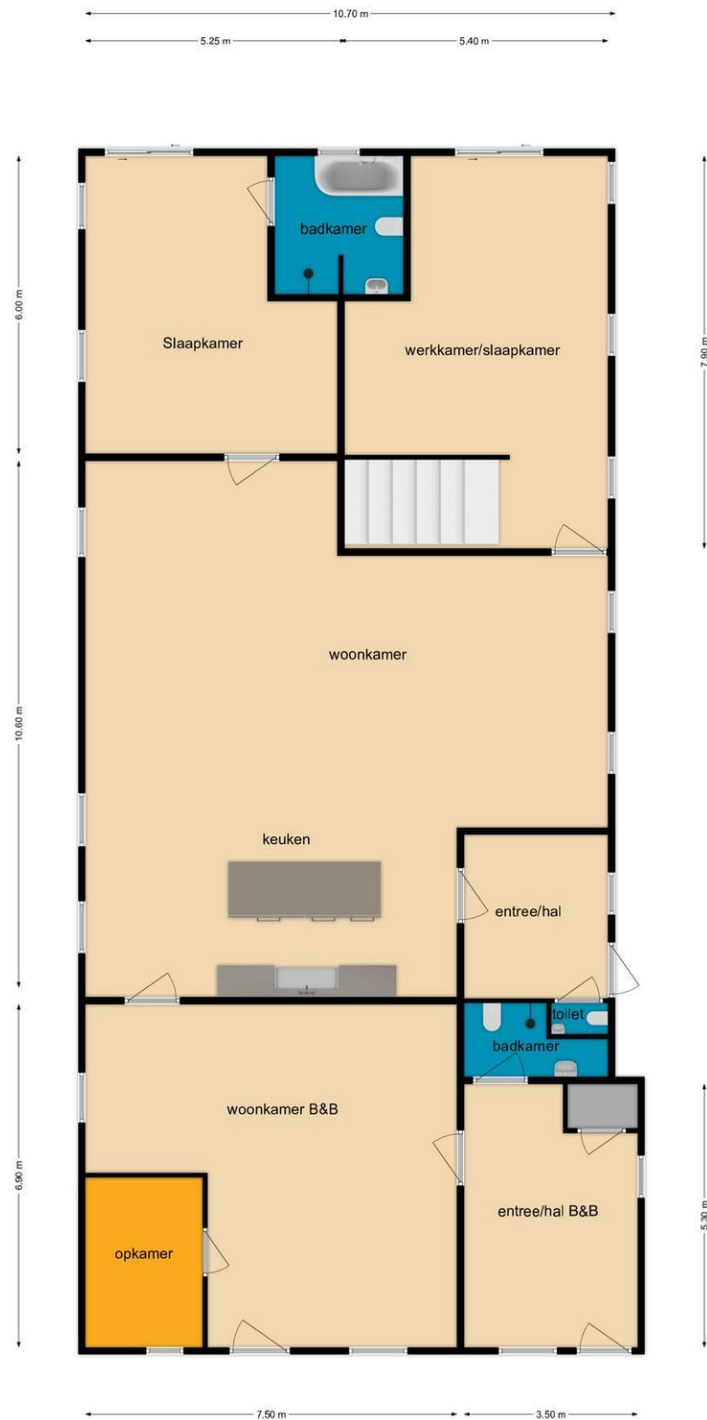 10.70 m
5.25 m
5.40 m
badkamer
6.00 m
Slaapkamer
werkkamer/slaapkamer
7.90 m
woonkamer
10.60 m
keuken
entree/hal
toilet
badkamer
woonkamer B&B
6.90 m
entree/hal B&B
5.30 m
opkamer
7.50 m
3.50 m